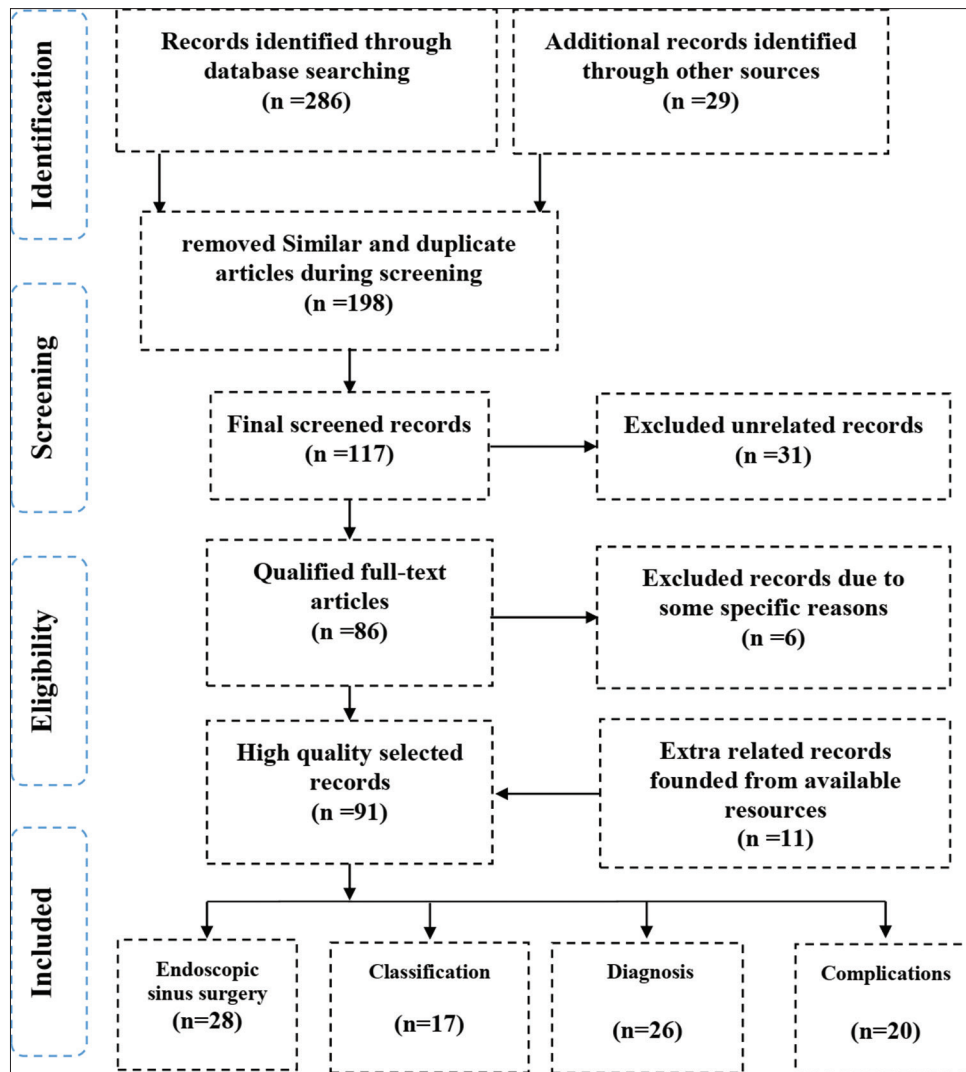 Identification
Records identified through
database searching
(n =286)
Additional records identified
through other sources
(n =29)
removed Similar and duplicate
articles during screening
(n =198)
Screening
Final screened records
(n =117)
Excluded unrelated records
(n =31)
Eligibility
Qualified full-text
articles
(n =86)
Excluded records due to
some specific reasons
(n =6)
High quality selected
records
(n =91)
Extra related records
founded from available
resources
(n =11)
Included
Endoscopic
sinus surgery
(n=28)
Classification
(n=17)
Diagnosis
(n=26)
Complications
(n=20)